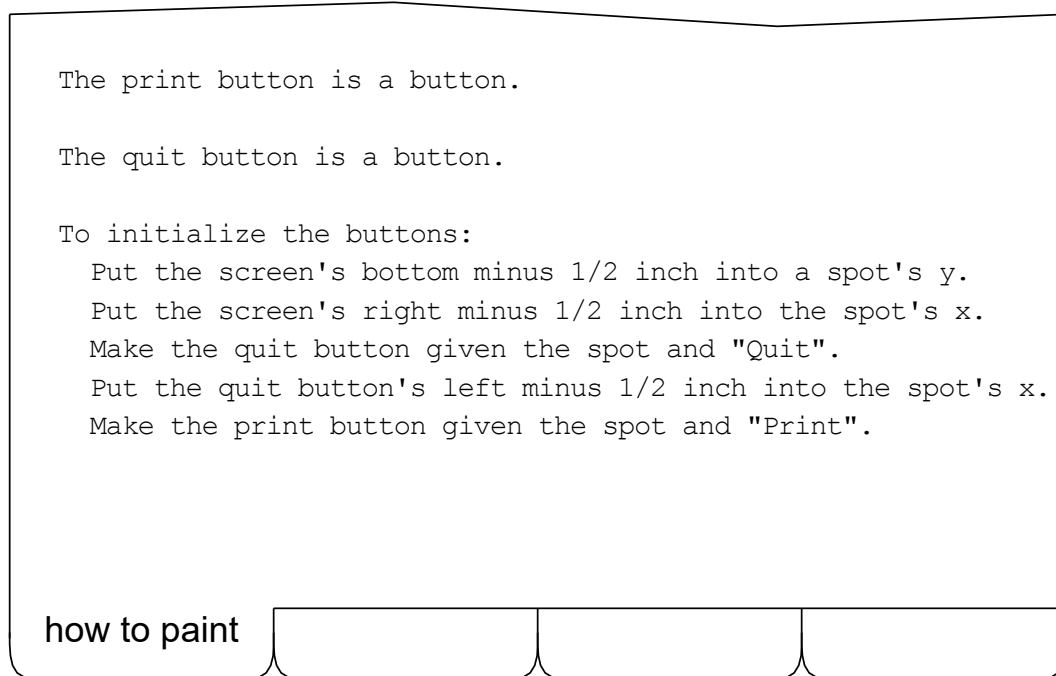 The print button is a button.
The quit button is a button.
To initialize the buttons:
Put the screen's bottom minus 1/2 inch into a spot's y.
Put the screen's right minus 1/2 inch into the spot's x.
Make the quit button given the spot and "Quit".
Put the quit button's left minus 1/2 inch into the spot's x.
Make the print button given the spot and "Print".
how to paint